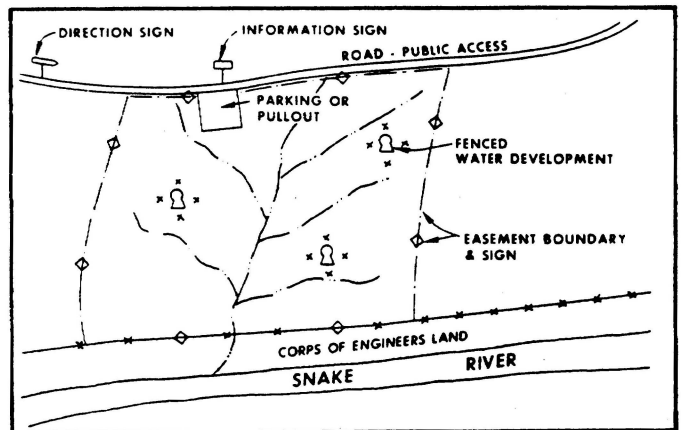 DIRECTION SIGN
INFORMATION SIGN
ROAD - PUBLIC ACCESS
PARKING OR
PULLOUT
FENCED
WATER DEVELOPMENT
EASEMENT BOUNDARY
& SIGN
CORPS OF ENGINEERS LAND
SNAKE RIVER